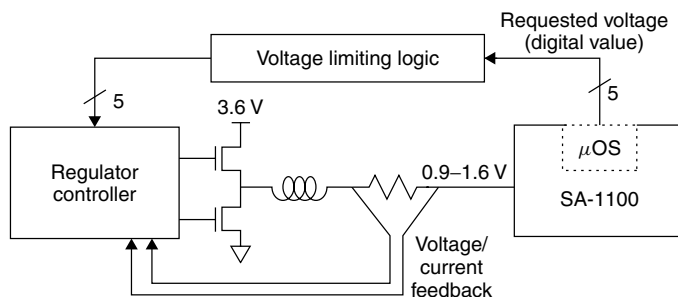 Requested voltage
(digital value)
Voltage limiting logic
5
5
3.6 V
Regulator
controller
0.9–1.6 V
μOS
SA-1100
Voltage/
current
feedback